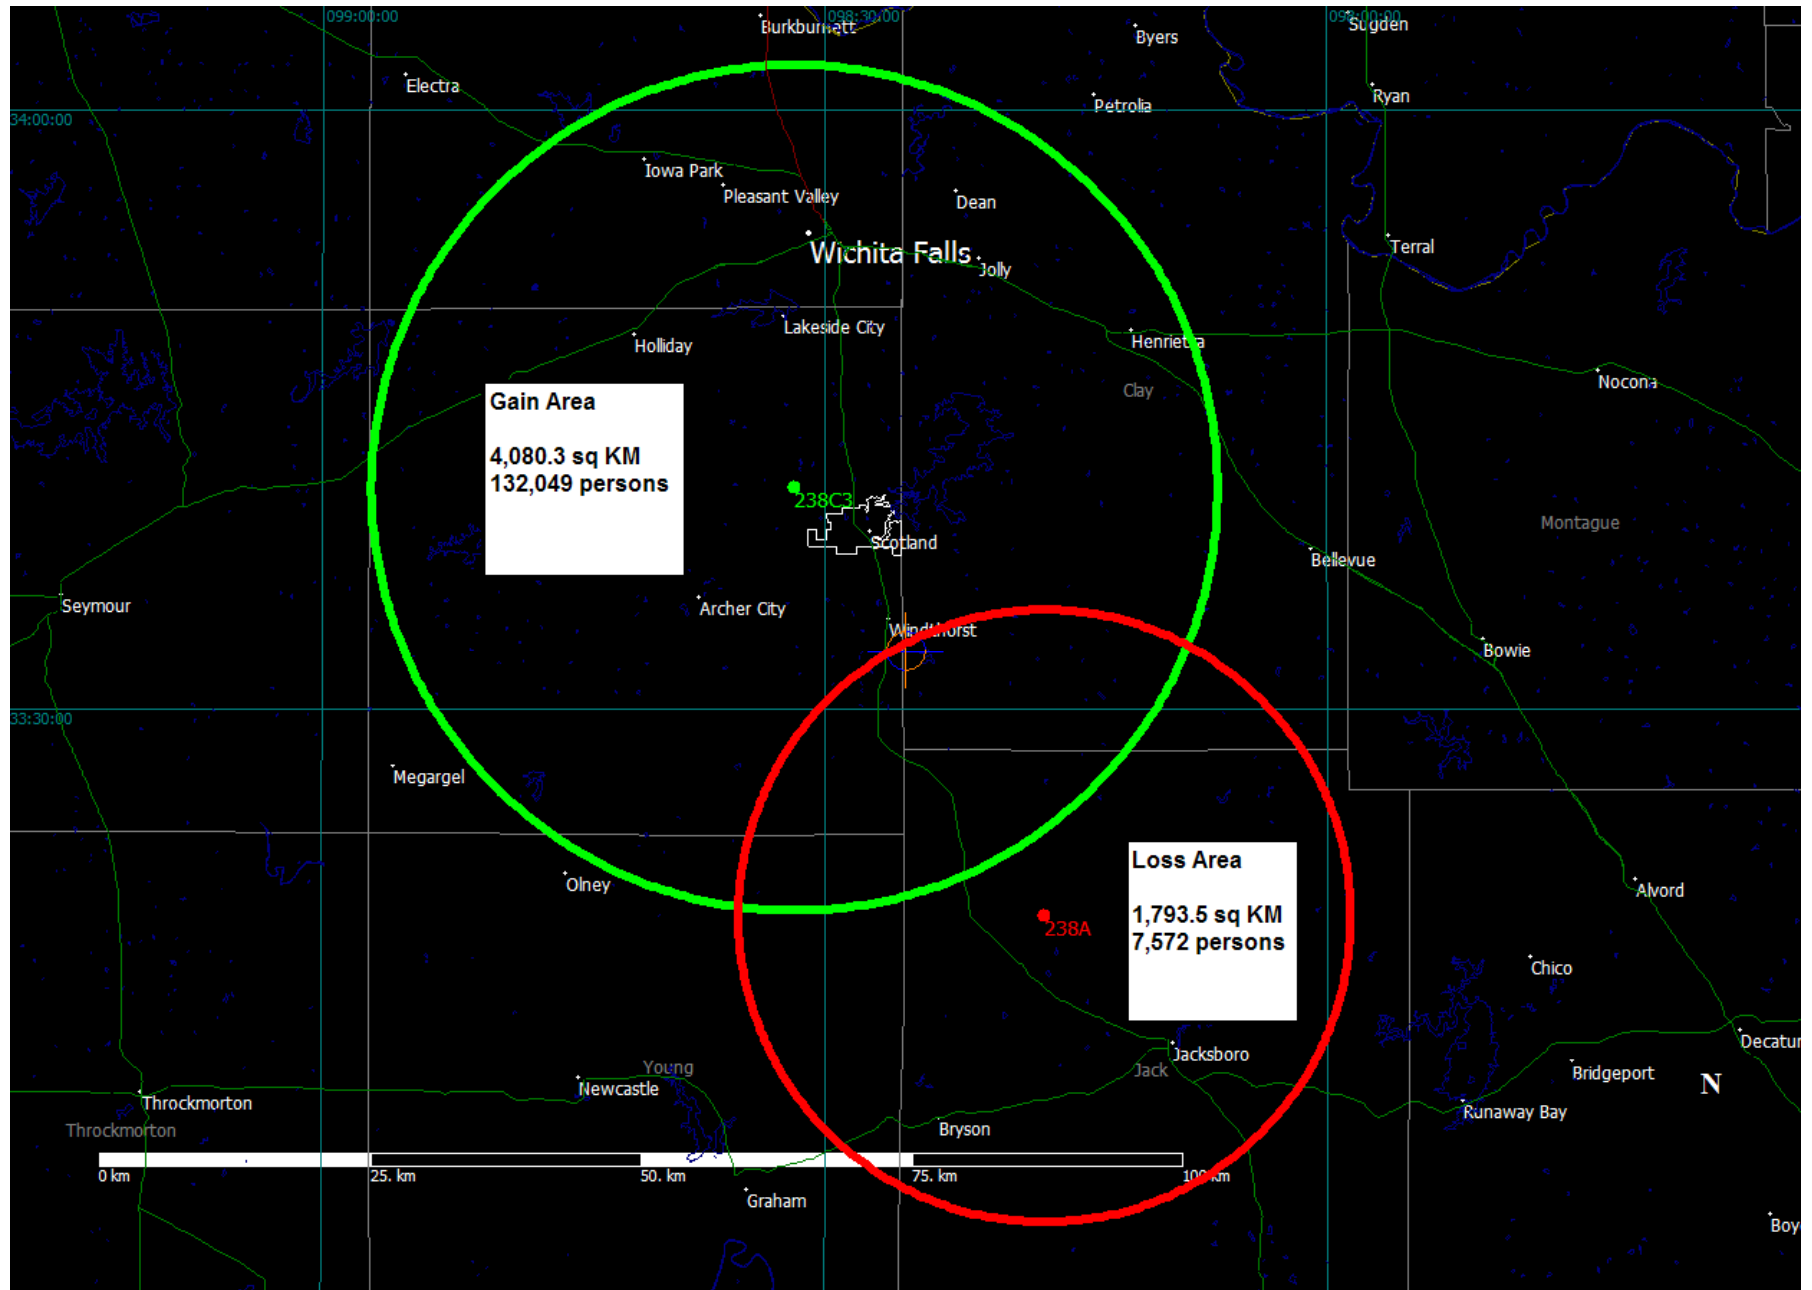 099:00:00
098:30:00
098:00:00
Burkburnett
Byers
Sugden
Electra
Petrolia
Ryan
34:00:00
Iowa Park
Pleasant Valley
Dean
Wichita Falls
Jolly
Terral
Lakeside City
Holliday
Henrietta
Clay
Nocona
Gain Area
4,080.3 sq KM
132,049 persons
238C3
Scotland
Montague
Bellevue
Seymour
Archer City
Windthorst
Bowie
33:30:00
Megargel
Loss Area
1,793.5 sq KM
7,572 persons
Olney
Alvord
238A
Chico
Decatur
Jacksboro
Jack
Young
Newcastle
Bridgeport
N
Throckmorton
Throckmorton
Runaway Bay
Bryson
0 km
25. km
50. km
75. km
100 km
Graham
Boy